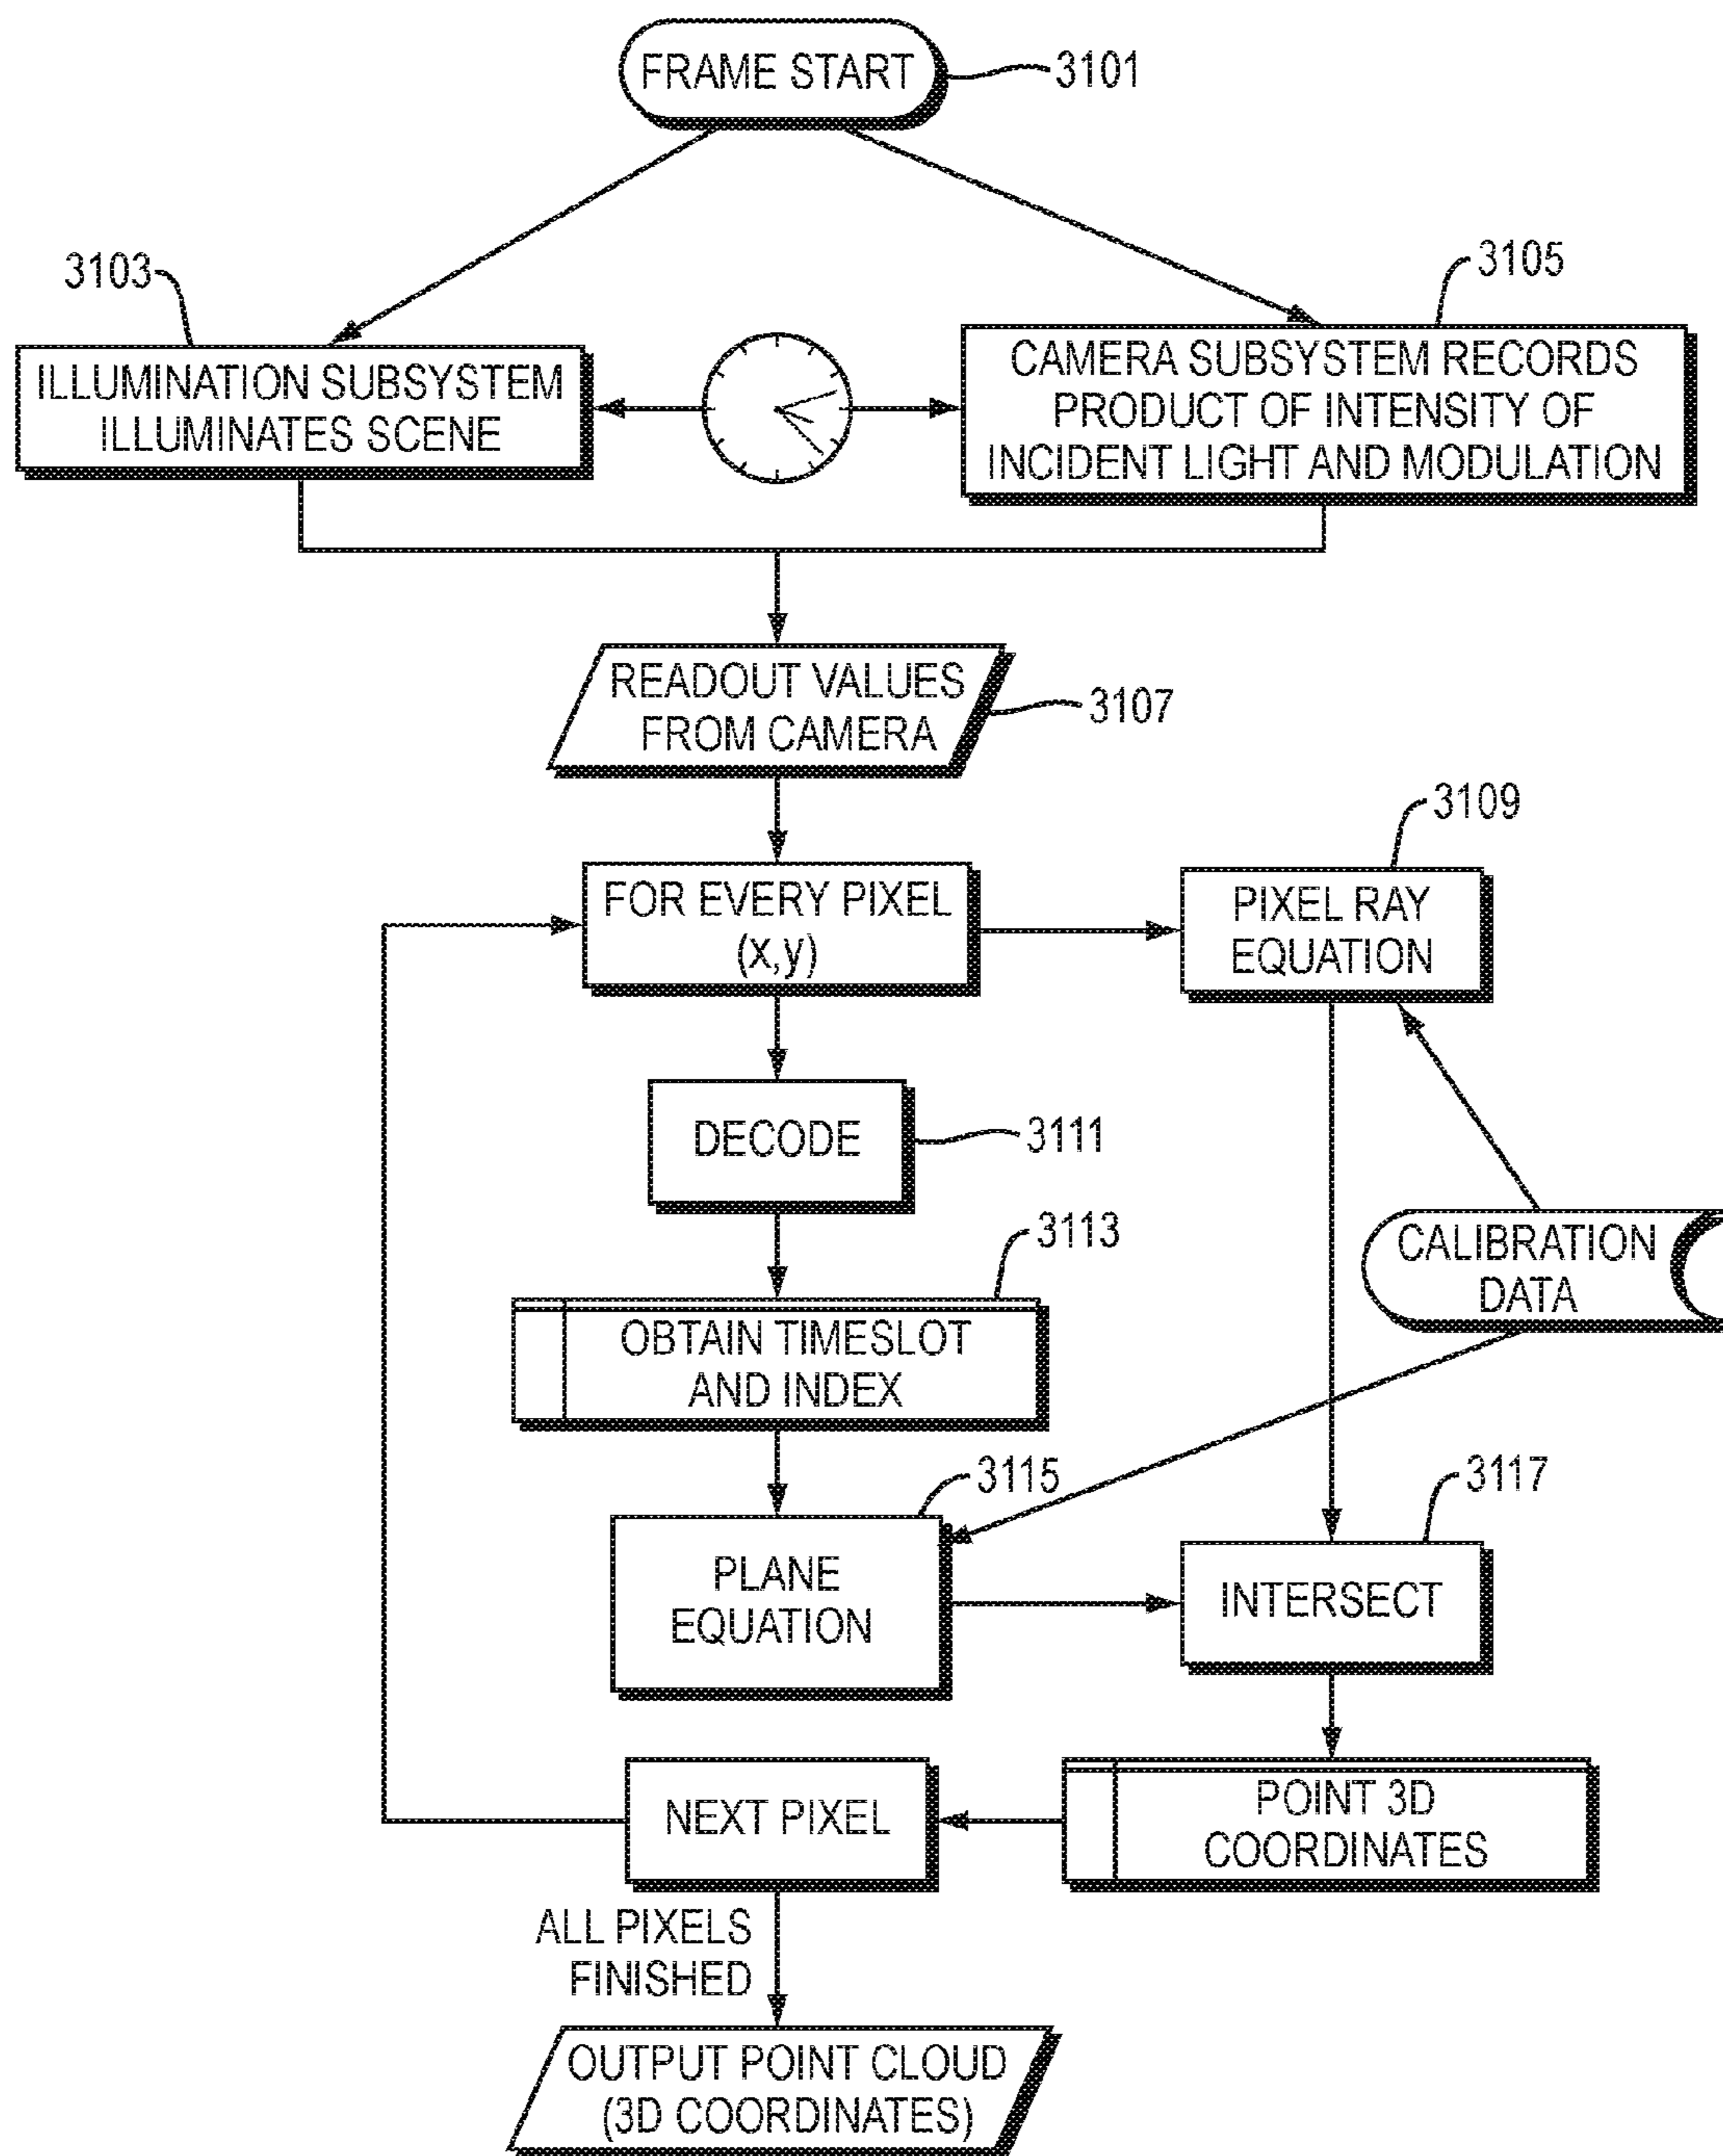 FRAME START
3101
3103
ILLUMINATION SUBSYSTEM
ILLUMINATES SCENE
3105
CAMERA SUBSYSTEM RECORDS
PRODUCT OF INTENSITY OF
INCIDENT LIGHT AND MODULATION
READOUT VALUES
FROM CAMERA
3107
FOR EVERY PIXEL
(x,y)
3109
PIXEL RAY
EQUATION
DECODE
3111
CALIBRATION
DATA
3113
OBTAIN TIMESLOT
AND INDEX
3115
PLANE
EQUATION
3117
INTERSECT
POINT 3D
COORDINATES
NEXT PIXEL
ALL PIXELS
FINISHED
OUTPUT POINT CLOUD
(3D COORDINATES)